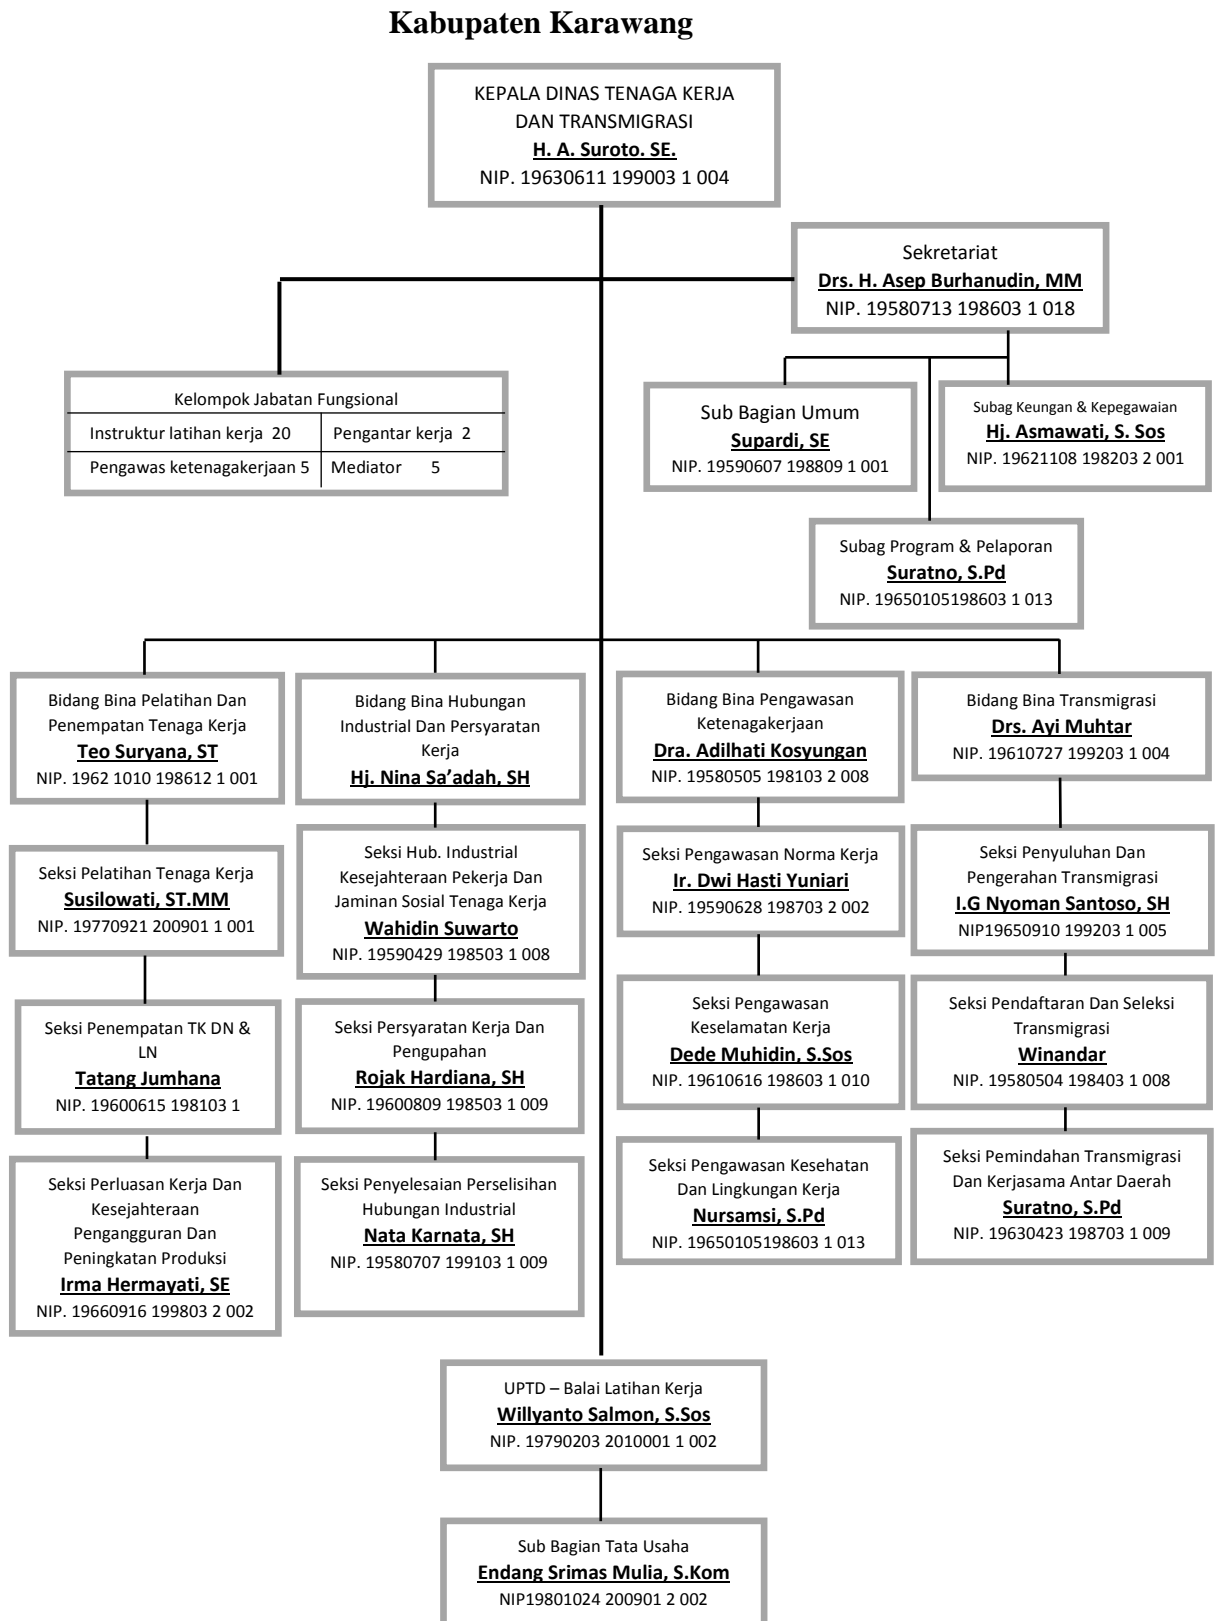 Kabupaten Karawang
KEPALA DINAS TENAGA KERJA
DAN TRANSMIGRASI
H. A. Suroto. SE.
NIP. 19630611 199003 1 004
Sekretariat
Drs. H. Asep Burhanudin, MM
NIP. 19580713 198603 1 018
Kelompok Jabatan Fungsional
Instruktur latihan kerja 20
Pengantar kerja 2
Pengawas ketenagakerjaan 5
Mediator 5
Sub Bagian Umum
Supardi, SE
NIP. 19590607 198809 1 001
Subag Keungan & Kepegawaian
Hj. Asmawati, S. Sos
NIP. 19621108 198203 2 001
Subag Program & Pelaporan
Suratno, S.Pd
NIP. 19650105198603 1 013
Bidang Bina Pelatihan Dan
Penempatan Tenaga Kerja
Teo Suryana, ST
NIP. 1962 1010 198612 1 001
Bidang Bina Hubungan
Industrial Dan Persyaratan
Kerja
Hj. Nina Sa’adah, SH
Bidang Bina Pengawasan
Ketenagakerjaan
Dra. Adilhati Kosyungan
NIP. 19580505 198103 2 008
Bidang Bina Transmigrasi
Drs. Ayi Muhtar
NIP. 19610727 199203 1 004
Seksi Pelatihan Tenaga Kerja
Susilowati, ST.MM
NIP. 19770921 200901 1 001
Seksi Hub. Industrial
Kesejahteraan Pekerja Dan
Jaminan Sosial Tenaga Kerja
Wahidin Suwarto
NIP. 19590429 198503 1 008
Seksi Pengawasan Norma Kerja
Ir. Dwi Hasti Yuniari
NIP. 19590628 198703 2 002
Seksi Penyuluhan Dan
Pengerahan Transmigrasi
I.G Nyoman Santoso, SH
NIP19650910 199203 1 005
Seksi Penempatan TK DN &
LN
Tatang Jumhana
NIP. 19600615 198103 1
Seksi Persyaratan Kerja Dan
Pengupahan
Rojak Hardiana, SH
NIP. 19600809 198503 1 009
Seksi Pengawasan
Keselamatan Kerja
Dede Muhidin, S.Sos
NIP. 19610616 198603 1 010
Seksi Pendaftaran Dan Seleksi
Transmigrasi
Winandar
NIP. 19580504 198403 1 008
Seksi Perluasan Kerja Dan
Kesejahteraan
Pengangguran Dan
Peningkatan Produksi
Irma Hermayati, SE
NIP. 19660916 199803 2 002
Seksi Penyelesaian Perselisihan
Hubungan Industrial
Nata Karnata, SH
NIP. 19580707 199103 1 009
Seksi Pengawasan Kesehatan
Dan Lingkungan Kerja
Nursamsi, S.Pd
NIP. 19650105198603 1 013
Seksi Pemindahan Transmigrasi
Dan Kerjasama Antar Daerah
Suratno, S.Pd
NIP. 19630423 198703 1 009
UPTD – Balai Latihan Kerja
Willyanto Salmon, S.Sos
NIP. 19790203 2010001 1 002
Sub Bagian Tata Usaha
Endang Srimas Mulia, S.Kom
NIP19801024 200901 2 002